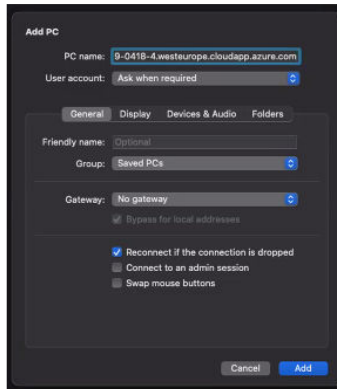 Add PC
PC name: 9-0418-4.westeurope.cloudapp.azure.com
User account: Ask when required
General Display Devices & Audio Folders
Friendly name: Optional
Group: Saved PCs
Gateway: No gateway
Bypass for local addresses
Reconnect if the connection is dropped
Connect to an admin session
Swap mouse buttons
Cancel Add